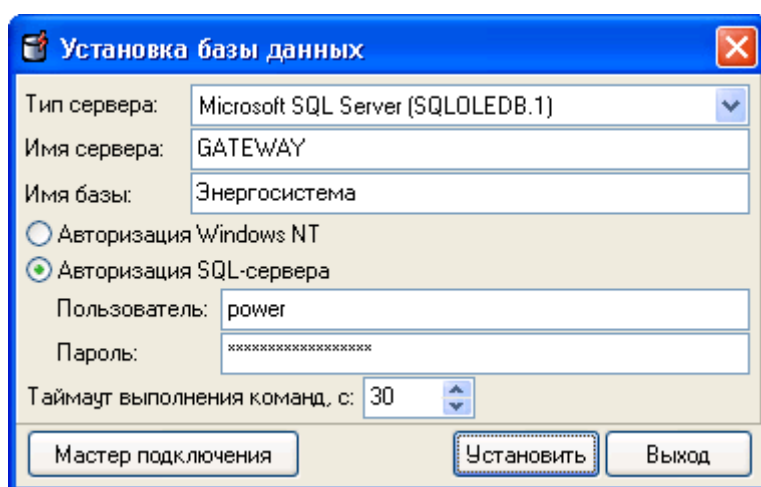 Установка базы данных
Тип сервера: Microsoft SQL Server (SQLOLEDB.1)
Имя сервера: GATEWAY
Имя базы: Энергосистема
Авторизация Windows NT
Авторизация SQL-сервера
Пользователь: power
Пароль: ******************
Таймаут выполнения команд, с: 30
Мастер подключения Установить Выход